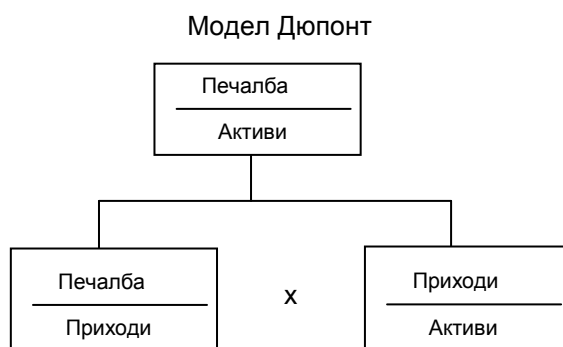 Модел Дюпонт
Печалба
Активи
Печалба
Приходи
х
Приходи
Активи